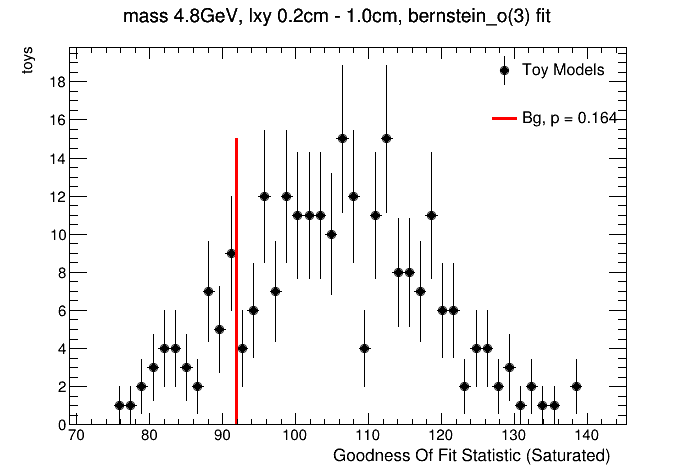 mass 4.8GeV, lxy 0.2cm - 1.0cm, bernstein_o(3) fit
toys
Toy Models
Bg, p = 0.164
18
16
14
12
10
8
6
4
2
0
70 80 90 100 110 120 130 140
Goodness Of Fit Statistic (Saturated)